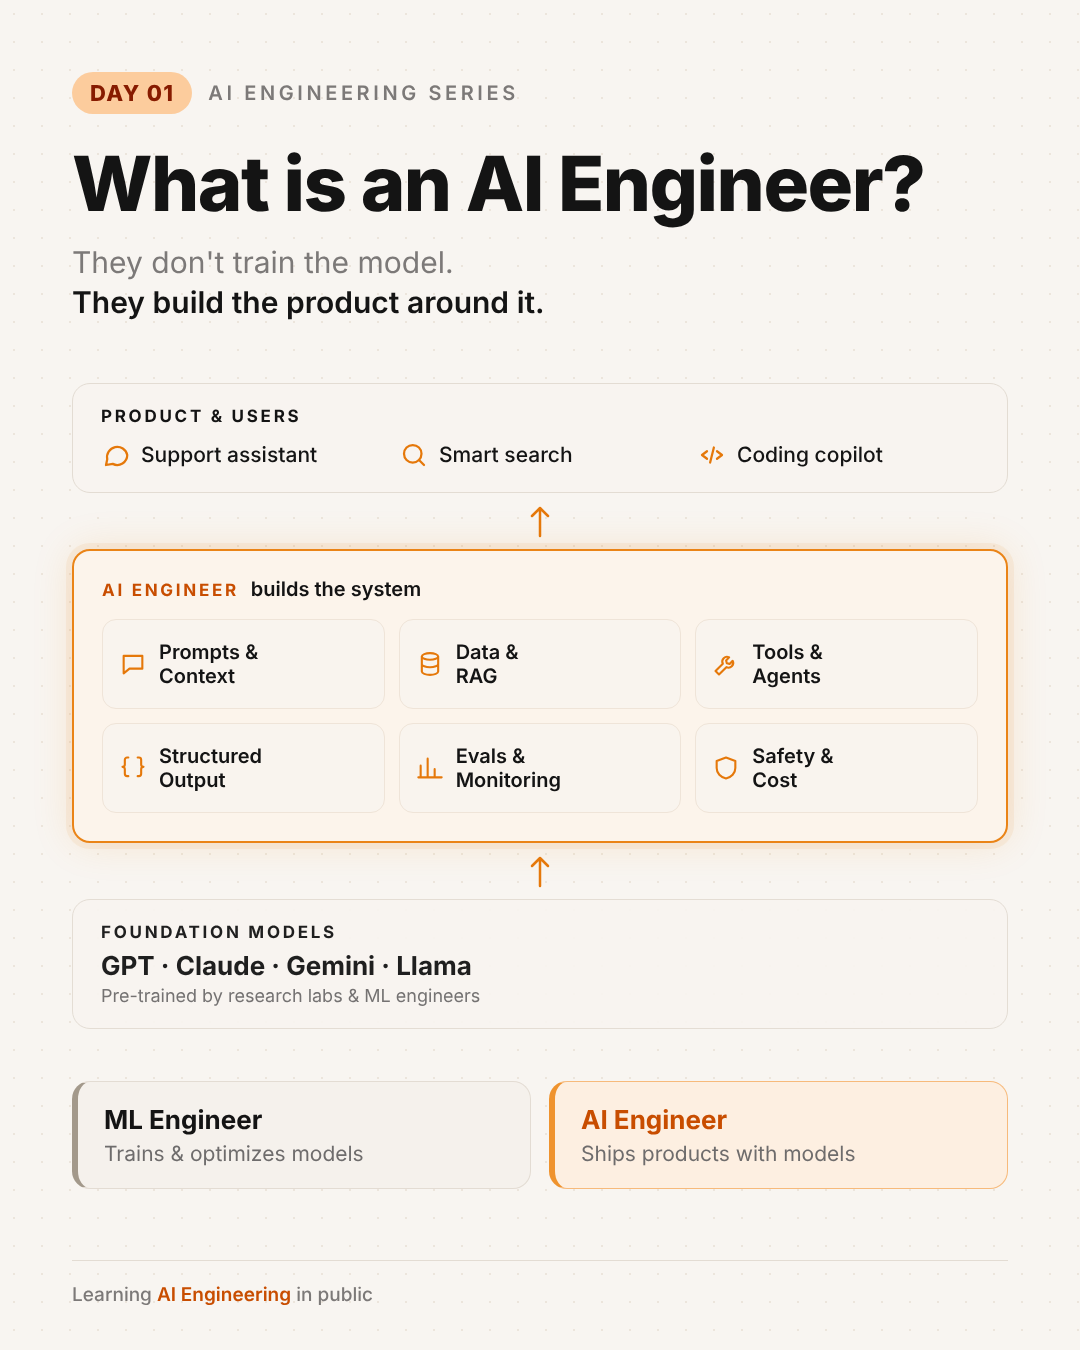 DAY 01 AI ENGINEERING SERIES
What is an AI Engineer?
They don't train the model.
They build the product around it.
PRODUCT & USERS
Support assistant
Smart search
Coding copilot
AI ENGINEER builds the system
Prompts &
Context
Data &
RAG
Tools &
Agents
Structured
Output
Evals &
Monitoring
Safety &
Cost
FOUNDATION MODELS
GPT · Claude · Gemini · Llama
Pre-trained by research labs & ML engineers
ML Engineer
Trains & optimizes models
AI Engineer
Ships products with models
Learning AI Engineering in public